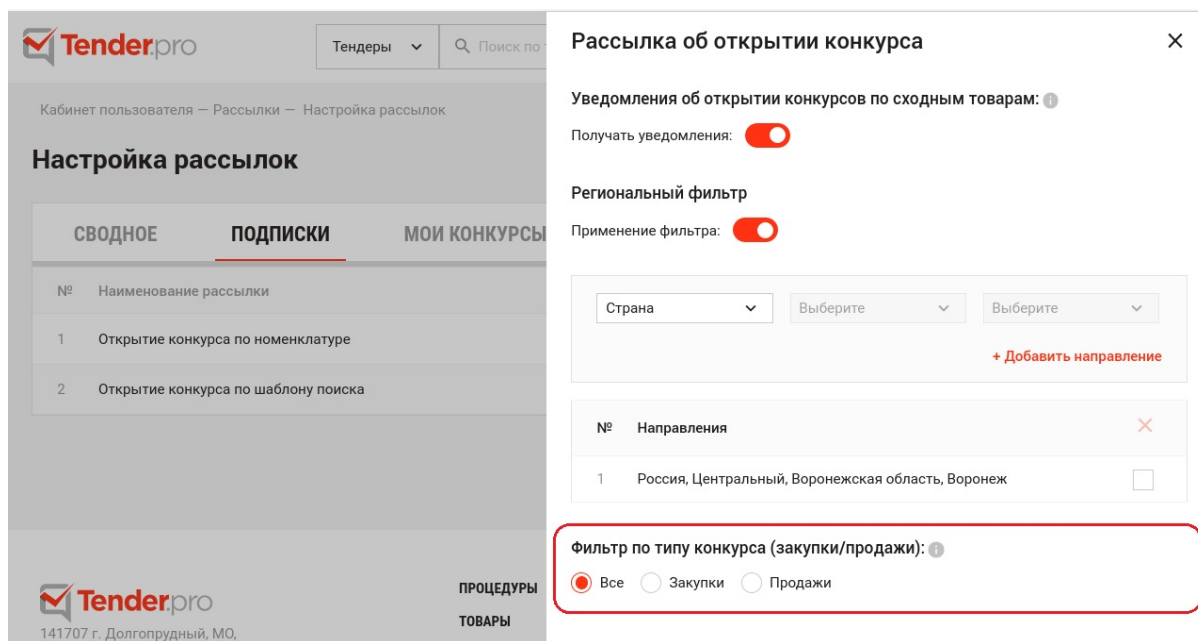 Tender.pro
Тендеры
Поиск по
Кабинет пользователя — Рассылки — Настройка рассылок
Настройка рассылок
СВОДНОЕ ПОДПИСКИ МОИ КОНКУРСЫ
№ Наименование рассылки
1 Открытие конкурса по номенклатуре
2 Открытие конкурса по шаблону поиска
Tender.pro
141707 г. Долгопрудный, МО,
ПРОЦЕДУРЫ
ТОВАРЫ
Рассылка об открытии конкурса
Уведомления об открытии конкурсов по сходным товарам:
Получать уведомления:
Региональный фильтр
Применение фильтра:
Страна Выберите Выберите
+ Добавить направление
№ Направления
1 Россия, Центральный, Воронежская область, Воронеж
Фильтр по типу конкурса (закупки/продажи):
Все Закупки Продажи